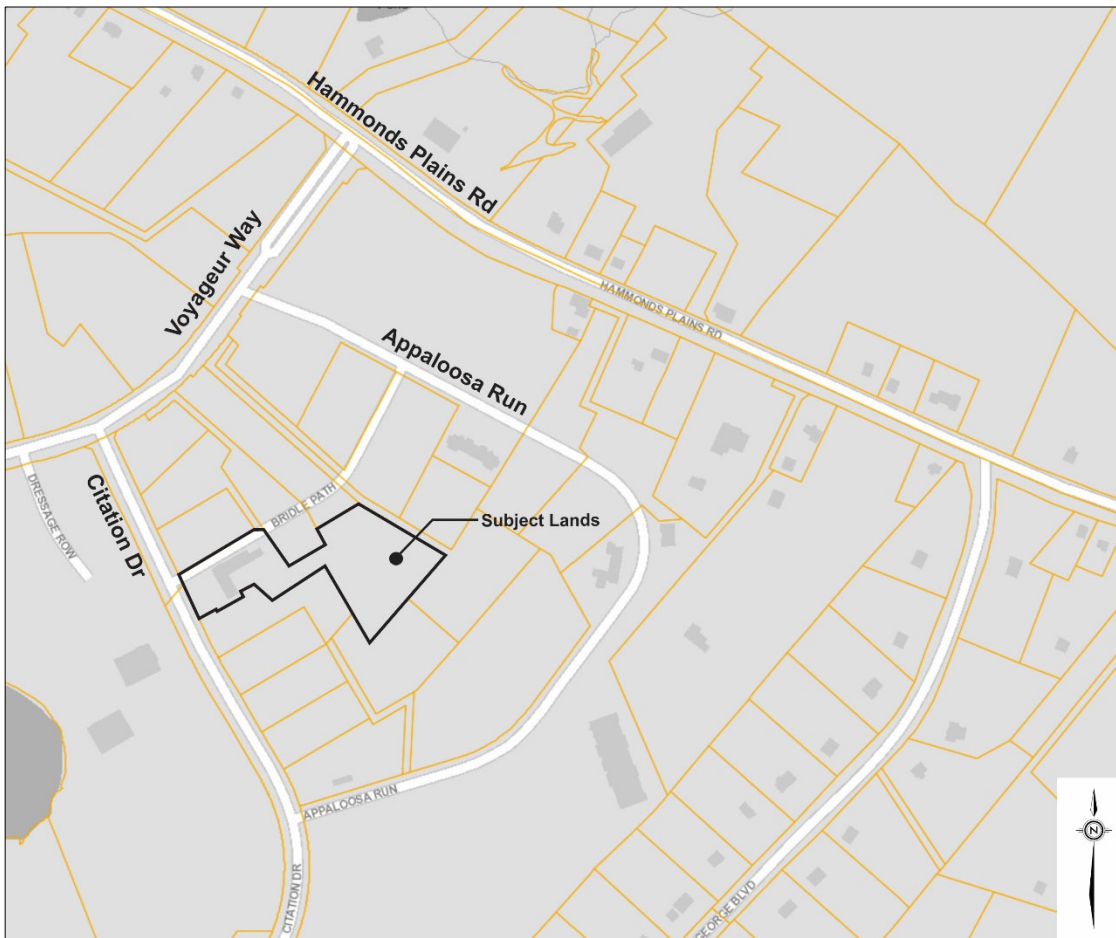 Hammonds Plains Rd
Voyageur Way
HAMMONDS PLAINS RD
Appaloosa Run
Citation Dr
DRESSAGE ROW
BRIDLE PATH
Subject Lands
APPALOOSA RUN
CITATION DR
GEORGE BLVD
N